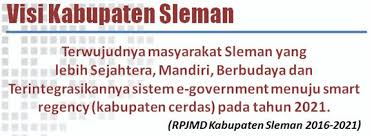 Visi Kabupaten Sleman
Terwujudnya masyarakat Sleman yang
lebih Sejahtera, Mandiri, Berbudaya dan
Terintegrasikannya sistem e-government menuju smart
regency (kabupaten cerdas) pada tahun 2021.
(RPJMD Kabupaten Sleman 2016-2021)